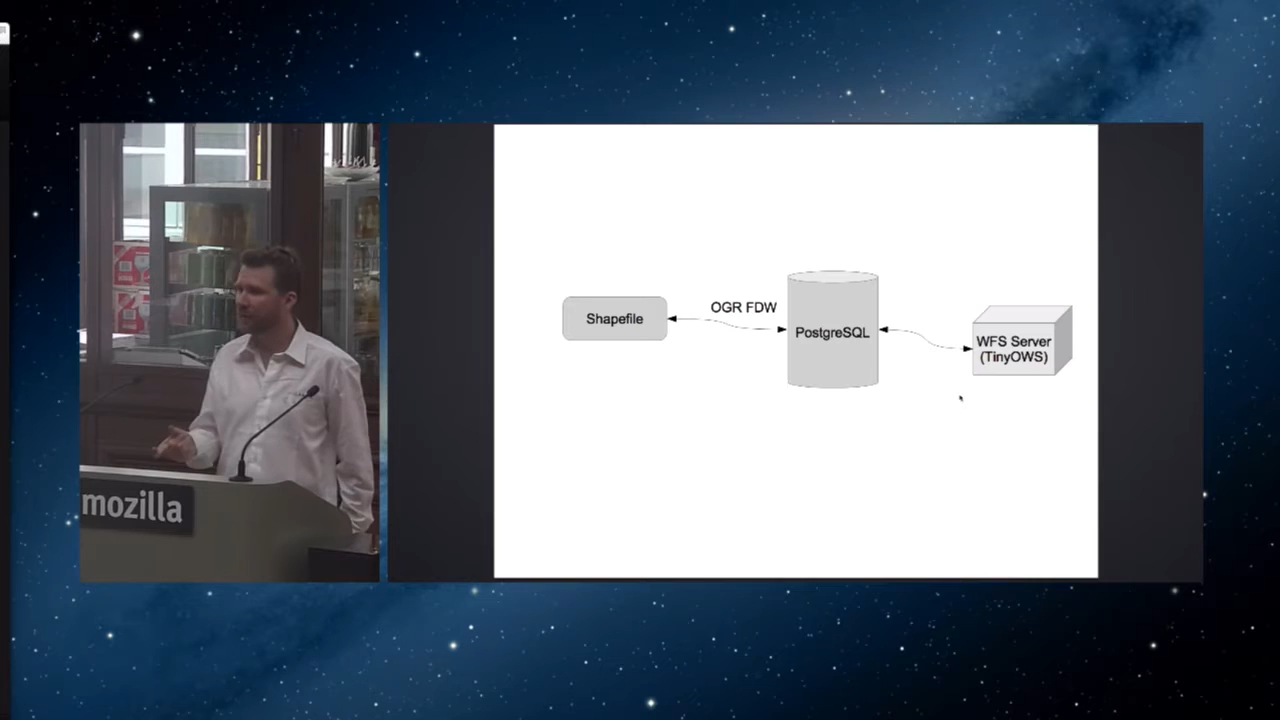 mozilla
Shapefile
OGR FDW
PostgreSQL
WFS Server
(TinyOWS)